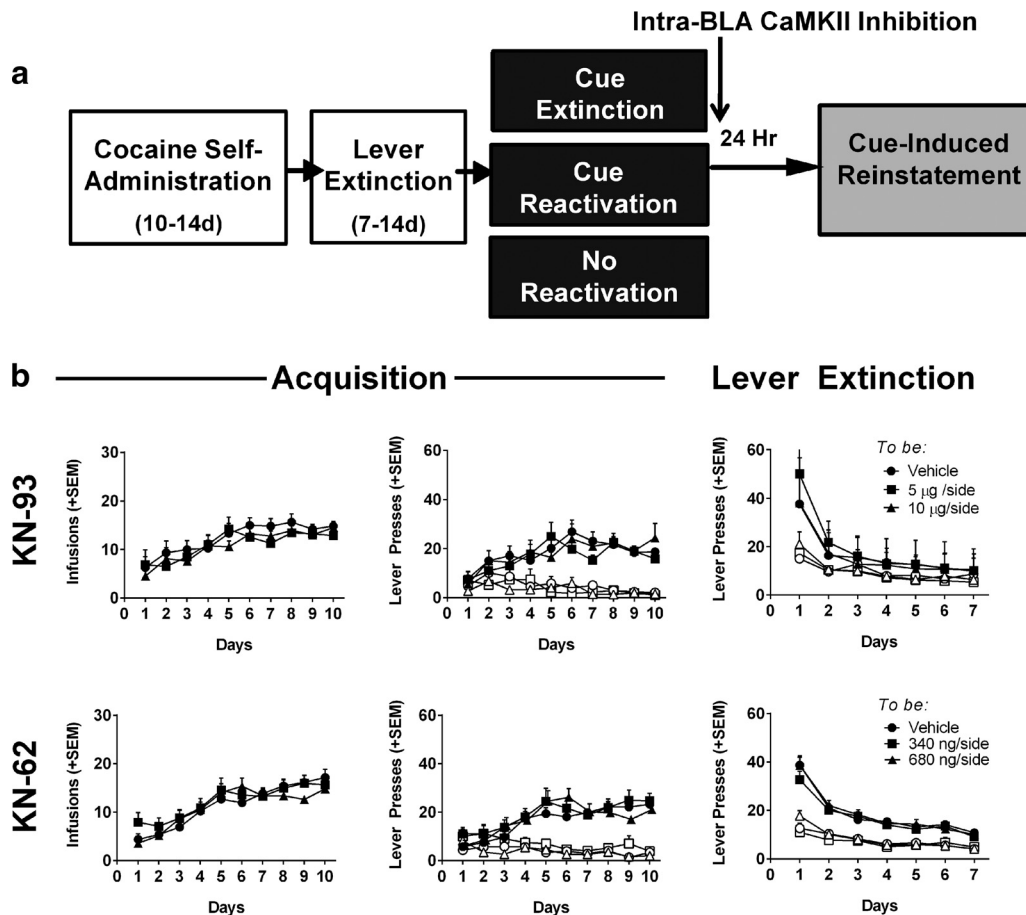 a
Intra-BLA CaMKII Inhibition
Cocaine Self-
Administration
(10-14d)
Lever
Extinction
(7-14d)
Cue
Extinction
Cue
Reactivation
No
Reactivation
24 Hr
Cue-Induced
Reinstatement
b
Acquisition
Lever Extinction
KN-93
Infusions (+SEM)
30
20
10
0
0 1 2 3 4 5 6 7 8 9 10
Days
Lever Presses (+SEM)
60
40
20
0
0 1 2 3 4 5 6 7 8 9 10
Days
Lever Presses (+SEM)
60
40
20
0
0 1 2 3 4 5 6 7
Days
To be:
Vehicle
5 μg /side
10 μg/side
KN-62
Infusions (+SEM)
30
20
10
0
0 1 2 3 4 5 6 7 8 9 10
Days
Lever Presses (+SEM)
60
40
20
0
0 1 2 3 4 5 6 7 8 9 10
Days
Lever Presses (+SEM)
60
40
20
0
0 1 2 3 4 5 6 7
Days
To be:
Vehicle
340 ng/side
680 ng/side